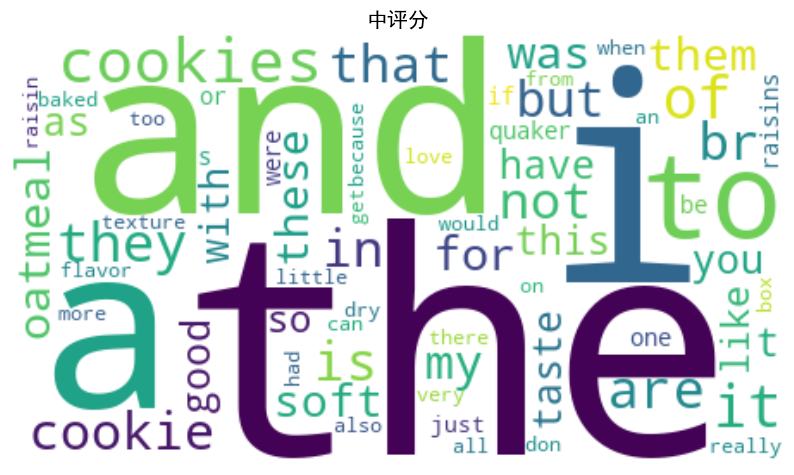 中评分
cookies that was when them
and from if but of
raisin baked as too or an
love quaker br raisins
s were these because get have to
oatmeal with not be
they texture would this you
flavor in for i
a little the on box
more so can dry there one like t
good is my taste are it
had soft very
cookie also just all don really